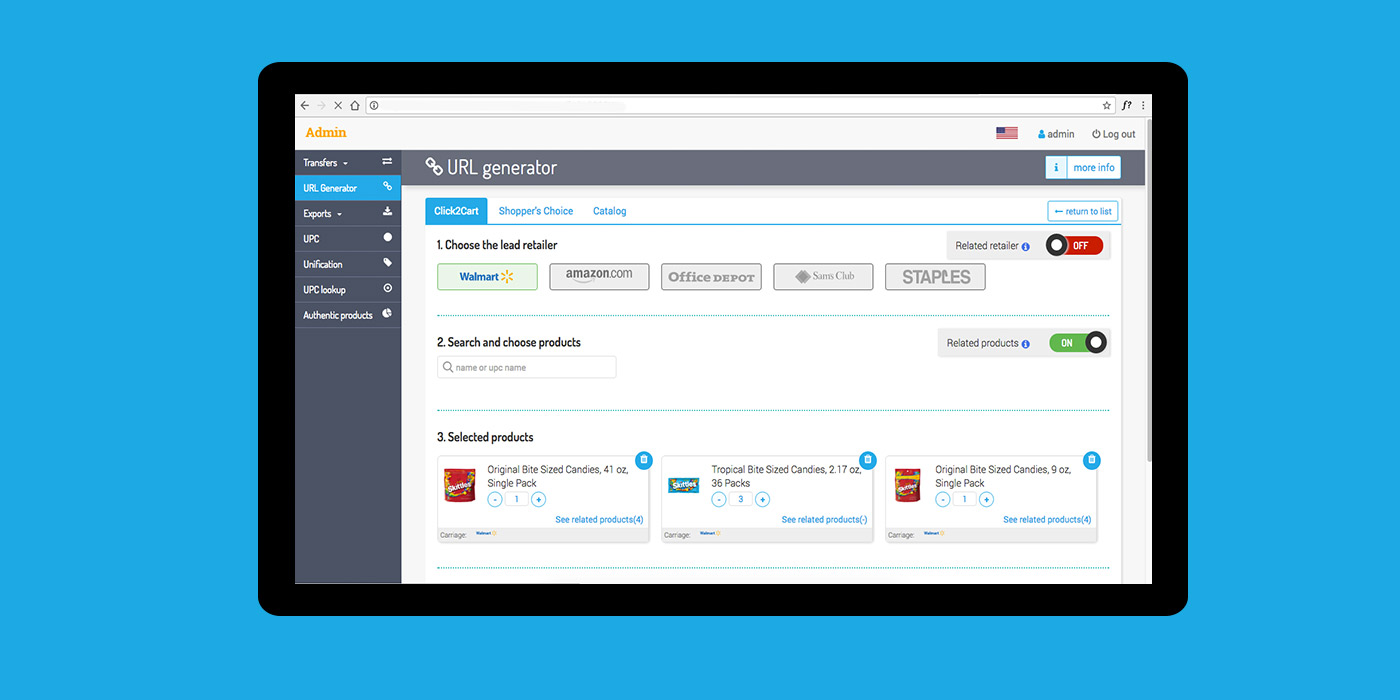 f?
Admin
admin
Log out
Transfers
URL Generator
Exports
UPC
Unification
UPC lookup
Authentic products
URL generator
i more info
Click2Cart Shopper's Choice Catalog
← return to list
1. Choose the lead retailer
Related retailer i OFF
Walmart amazon.com Office DEPOT Sam's Club STAPLES
2. Search and choose products
Related products i ON
name or upc name
3. Selected products
Skittles
Original Bite Sized Candies, 41 oz,
Single Pack
- 1 +
See related products(4)
Carriage: Walmart
Skittles
Tropical Bite Sized Candies, 2.17 oz,
36 Packs
- 3 +
See related products(-)
Carriage: Walmart
Skittles
Original Bite Sized Candies, 9 oz,
Single Pack
- 1 +
See related products(4)
Carriage: Walmart